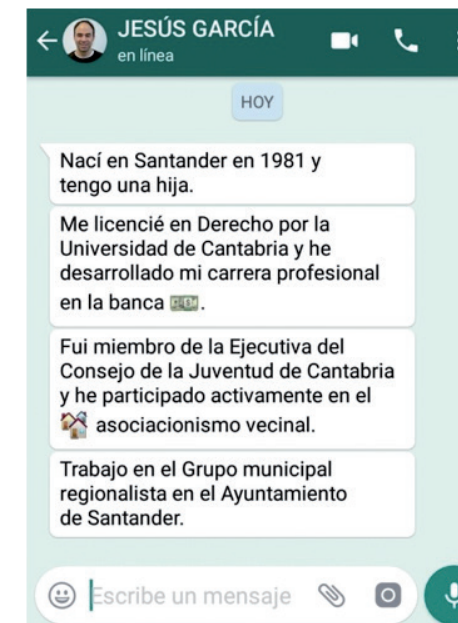 JESÚS GARCÍA
en línea
HOY
Nací en Santander en 1981 y
tengo una hija.
Me licencié en Derecho por la
Universidad de Cantabria y he
desarrollado mi carrera profesional
en la banca 💵.
Fui miembro de la Ejecutiva del
Consejo de la Juventud de Cantabria
y he participado activamente en el
🏘 asociacionismo vecinal.
Trabajo en el Grupo municipal
regionalista en el Ayuntamiento
de Santander.
Escribe un mensaje